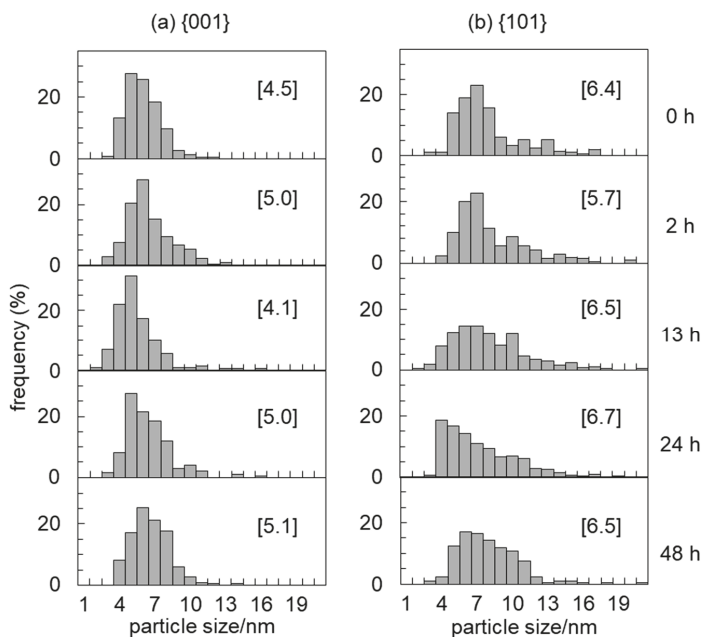 (a) {001}
(b) {101}
frequency (%)
20
0
[4.5]
20
0
[6.4]
0 h
20
0
[5.0]
20
0
[5.7]
2 h
20
0
[4.1]
20
0
[6.5]
13 h
20
0
[5.0]
20
0
[6.7]
24 h
20
0
[5.1]
20
0
[6.5]
48 h
1 4 7 10 13 16 19
particle size/nm
1 4 7 10 13 16 19
particle size/nm